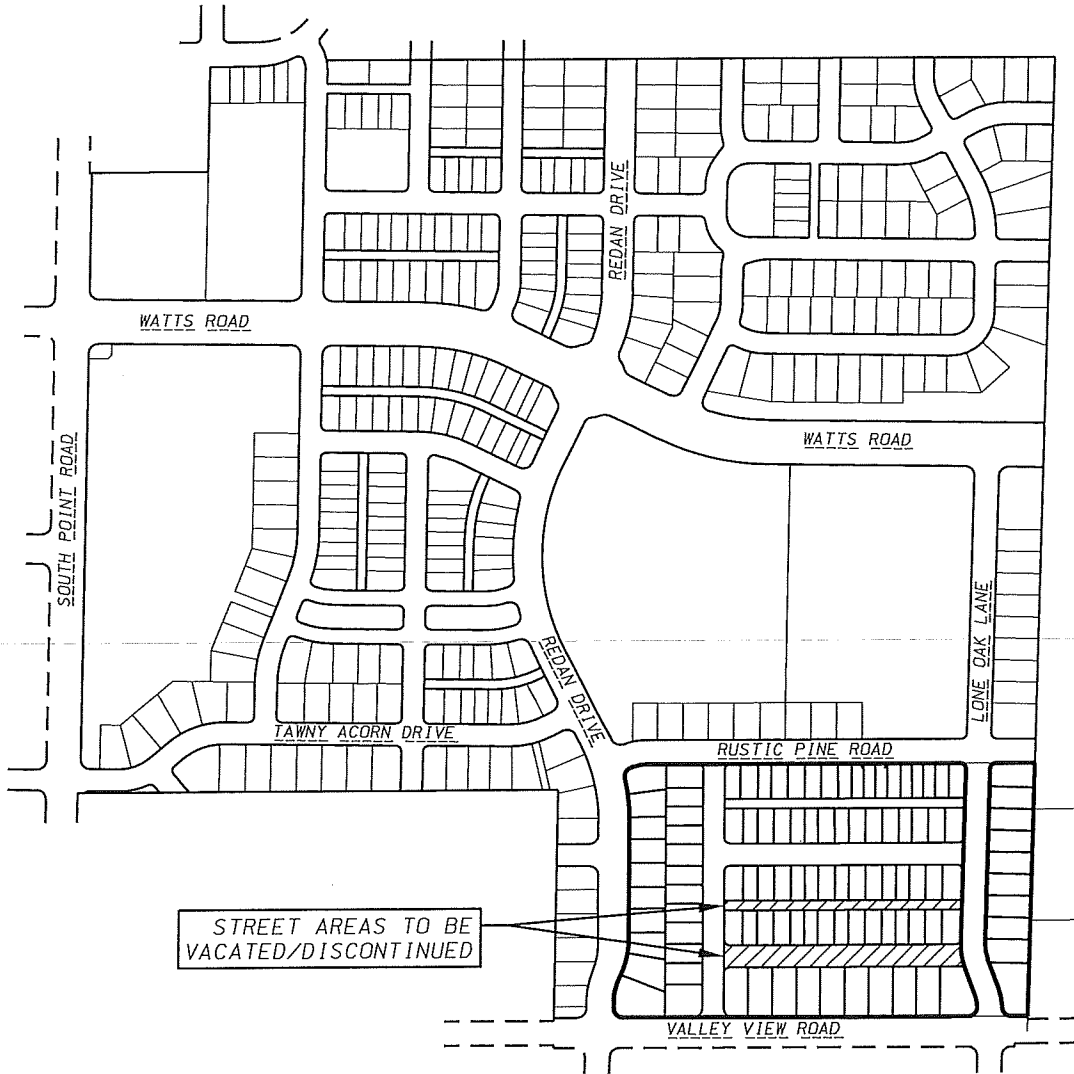 REDAN DRIVE
WATTS ROAD
WATTS ROAD
SOUTH POINT ROAD
LONE OAK LANE
REDAN DRIVE
TAWNY ACORN DRIVE
RUSTIC PINE ROAD
STREET AREAS TO BE
VACATED/DISCONTINUED
VALLEY VIEW ROAD